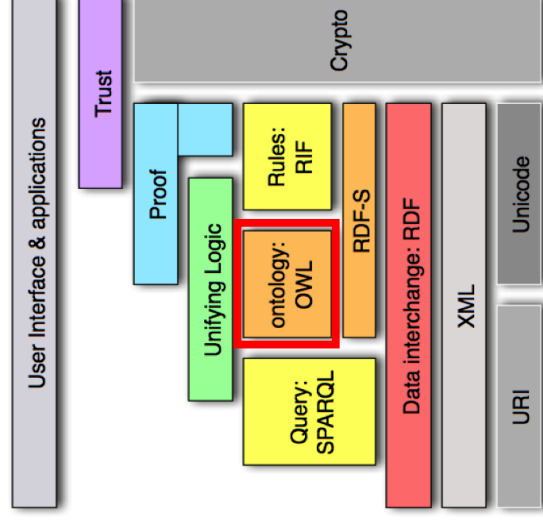 User Interface & applications
Trust
Crypto
Proof
Unifying Logic
Query:
SPARQL
ontology:
OWL
Rules:
RIF
RDF-S
Data interchange: RDF
XML
URI
Unicode